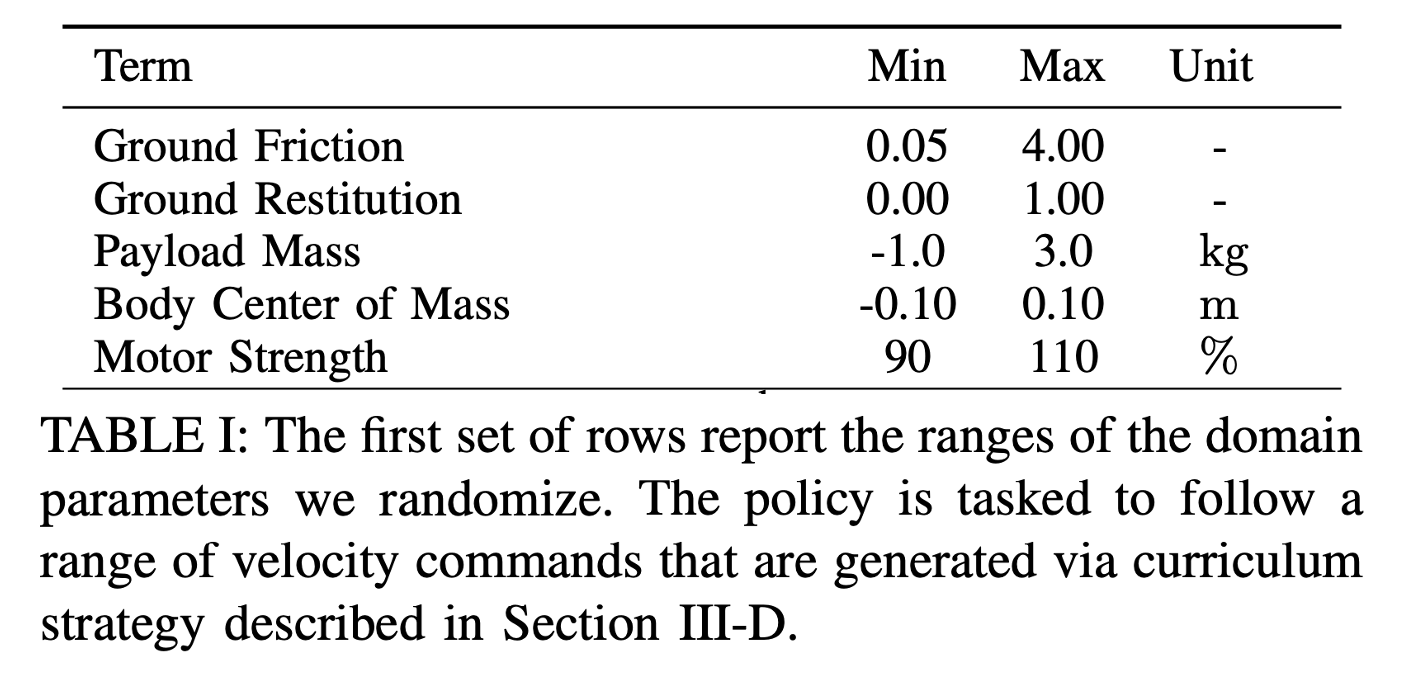 Term Min Max Unit
Ground Friction 0.05 4.00 -
Ground Restitution 0.00 1.00 -
Payload Mass -1.0 3.0 kg
Body Center of Mass -0.10 0.10 m
Motor Strength 90 110 %
TABLE I: The first set of rows report the ranges of the domain
parameters we randomize. The policy is tasked to follow a
range of velocity commands that are generated via curriculum
strategy described in Section III-D.